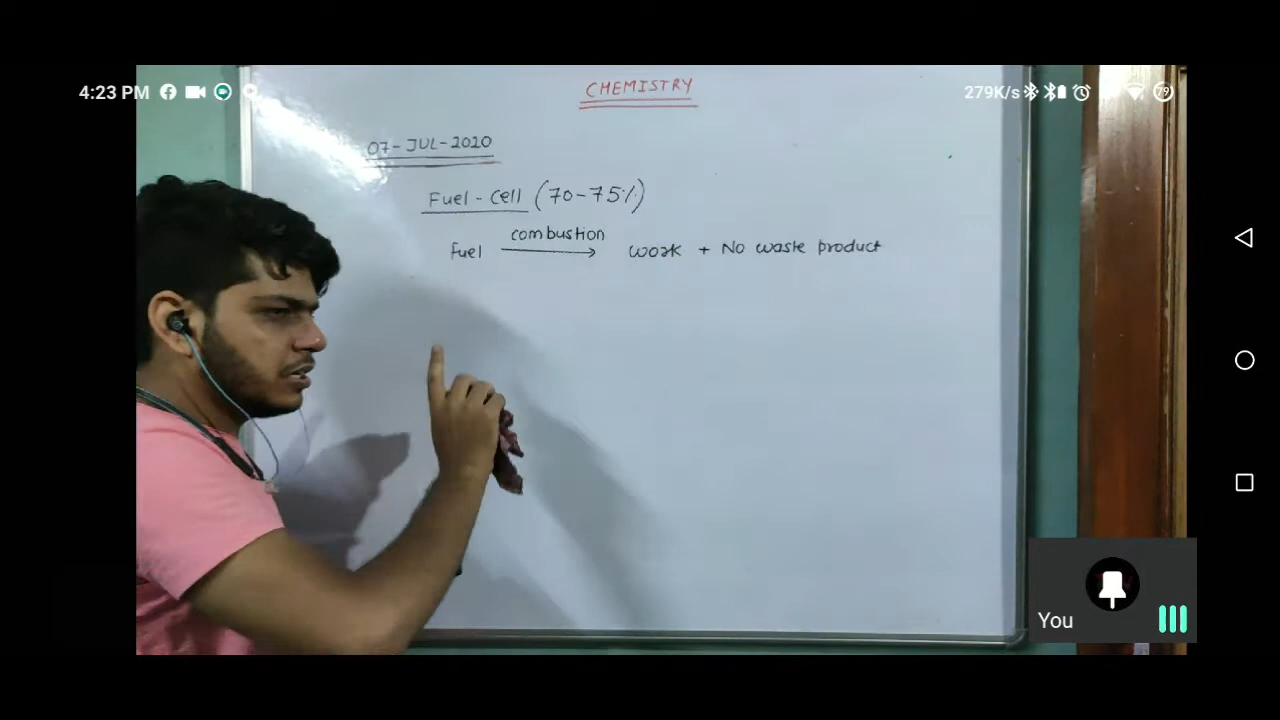 4:23 PM
279K/s
79
CHEMISTRY
07-JUL-2020
Fuel-Cell (70-75%)
combustion
fuel → work + No waste product
You